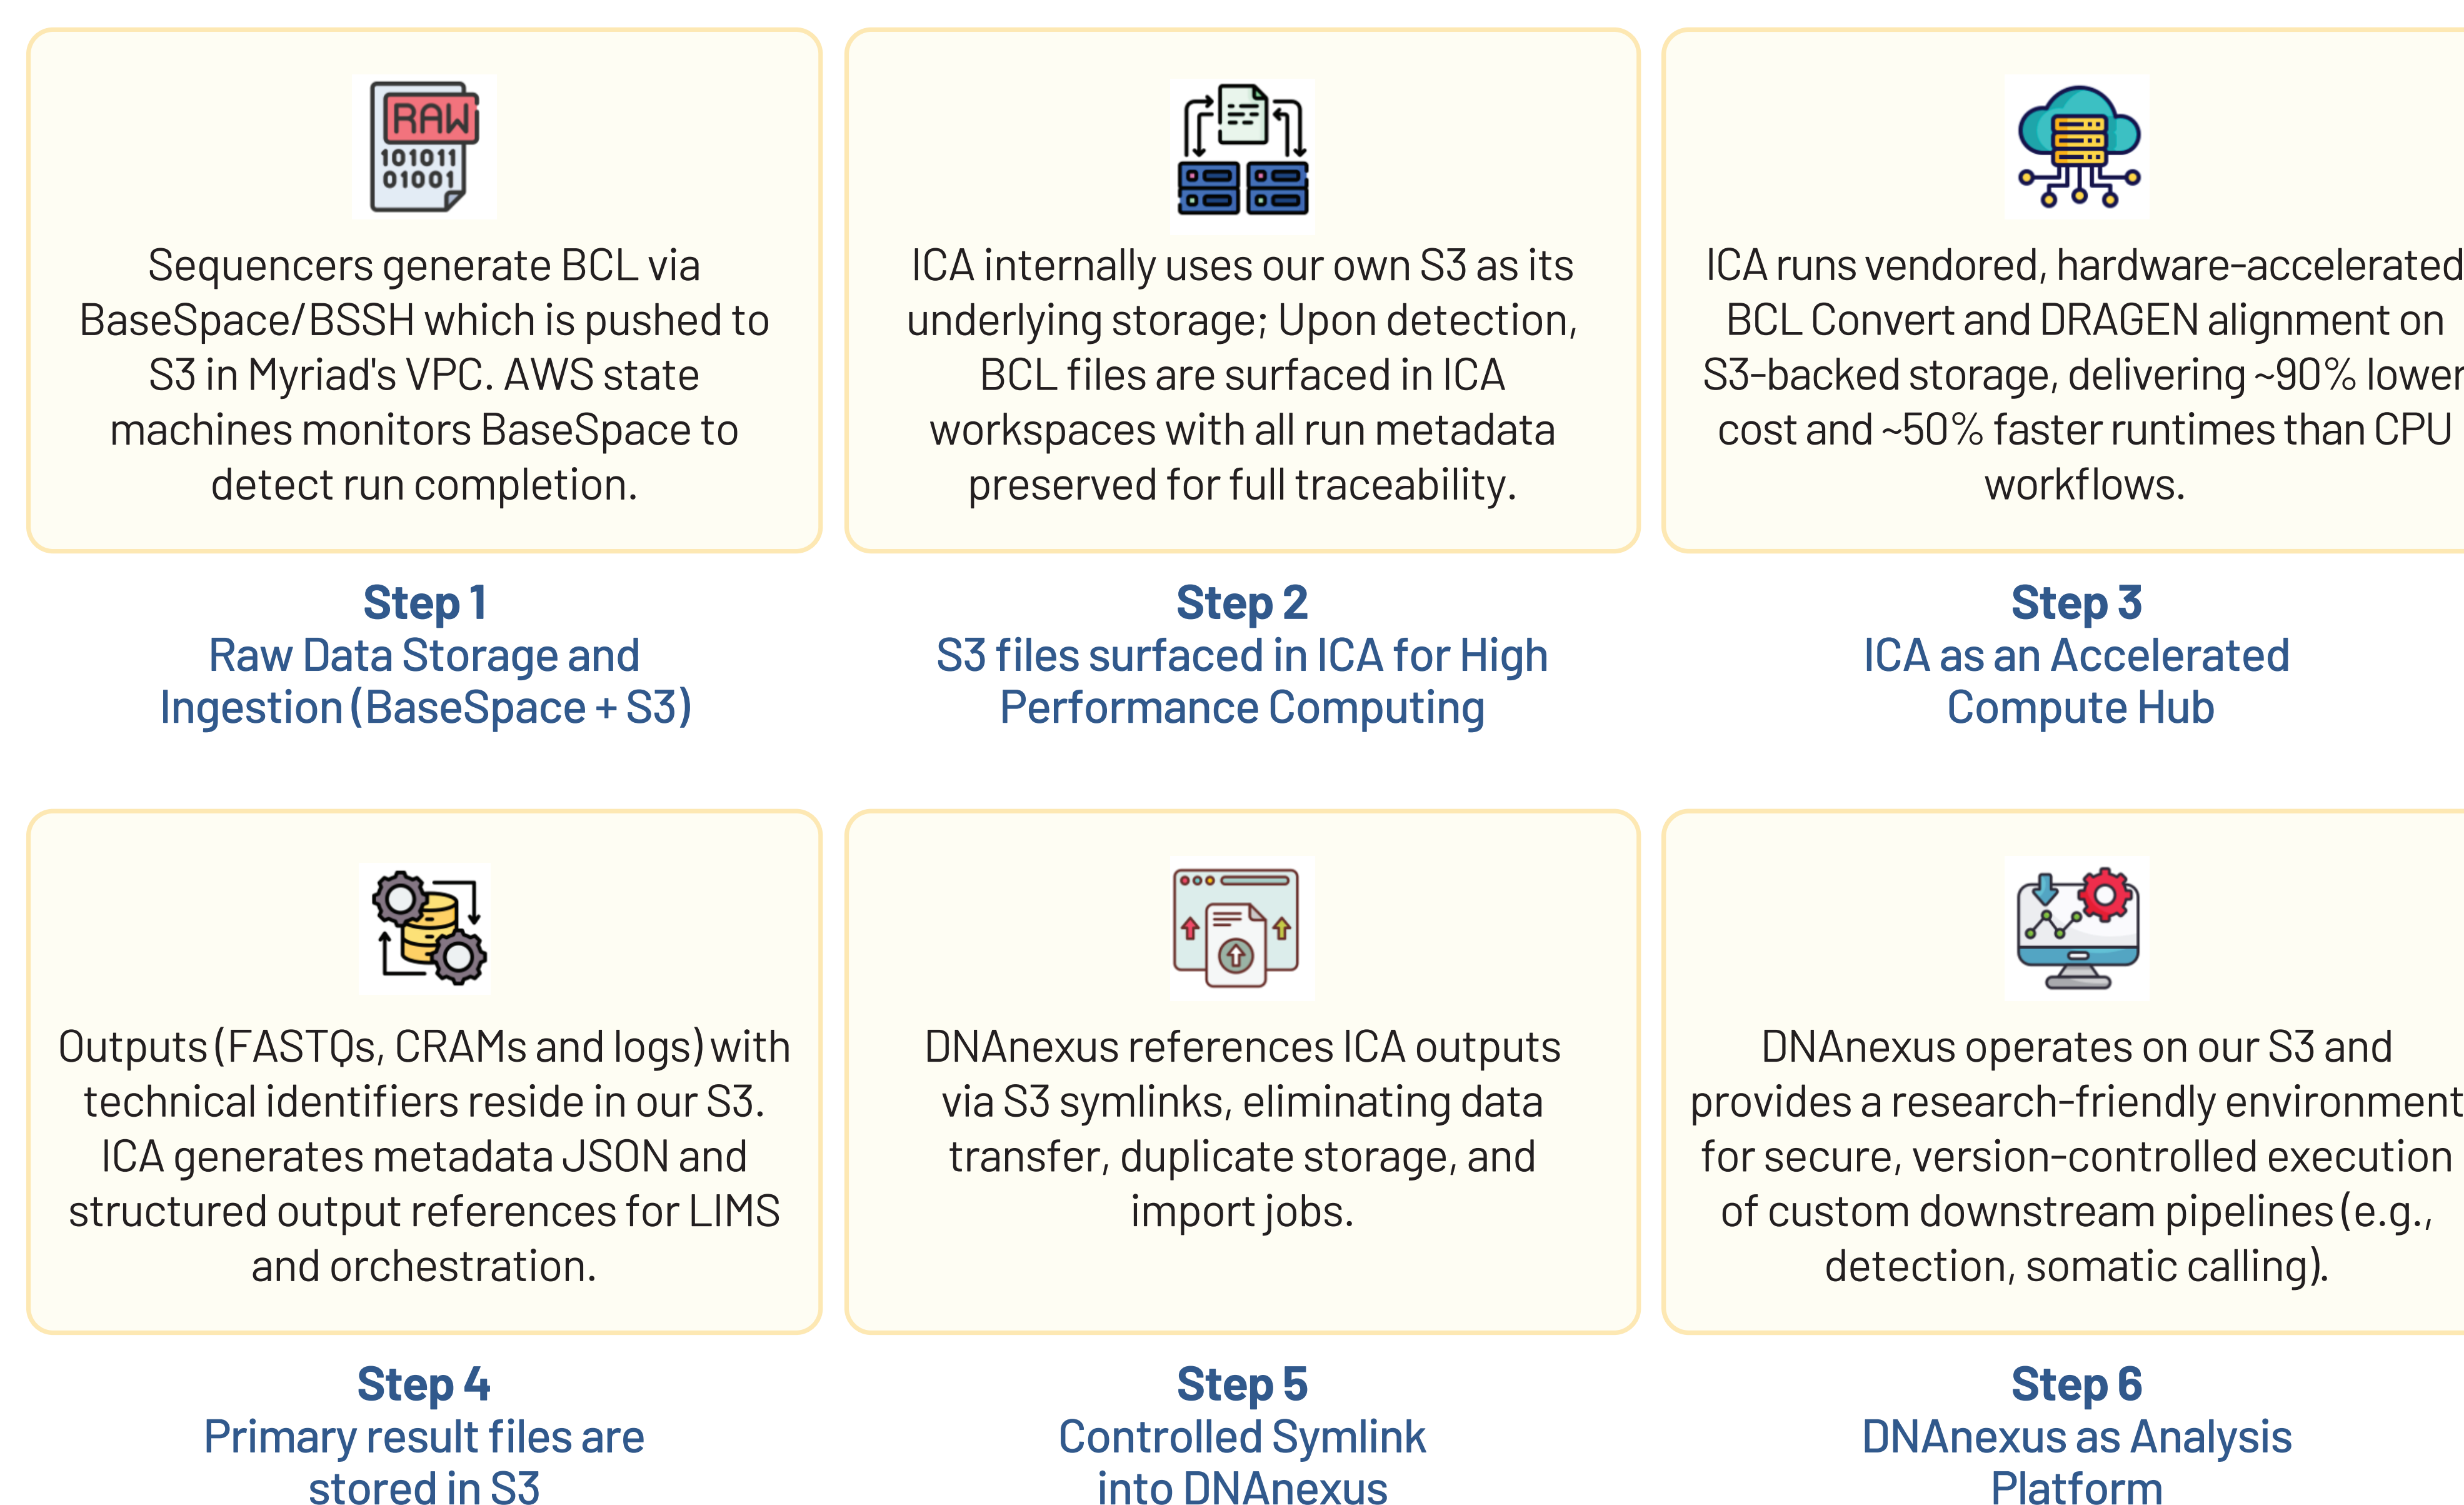 RAW
101011
01001
Sequencers generate BCL via
BaseSpace/BSSH which is pushed to
S3 in Myriad's VPC. AWS state
machines monitors BaseSpace to
detect run completion.
Step 1
Raw Data Storage and
Ingestion (BaseSpace + S3)
ICA internally uses our own S3 as its
underlying storage; Upon detection,
BCL files are surfaced in ICA
workspaces with all run metadata
preserved for full traceability.
Step 2
S3 files surfaced in ICA for High
Performance Computing
ICA runs vendored, hardware-accelerated
BCL Convert and DRAGEN alignment on
S3-backed storage, delivering ~90% lower
cost and ~50% faster runtimes than CPU
workflows.
Step 3
ICA as an Accelerated
Compute Hub
Outputs (FASTQs, CRAMs and logs) with
technical identifiers reside in our S3.
ICA generates metadata JSON and
structured output references for LIMS
and orchestration.
Step 4
Primary result files are
stored in S3
DNAnexus references ICA outputs
via S3 symlinks, eliminating data
transfer, duplicate storage, and
import jobs.
Step 5
Controlled Symlink
into DNAnexus
DNAnexus operates on our S3 and
provides a research-friendly environment
for secure, version-controlled execution
of custom downstream pipelines (e.g.,
detection, somatic calling).
Step 6
DNAnexus as Analysis
Platform